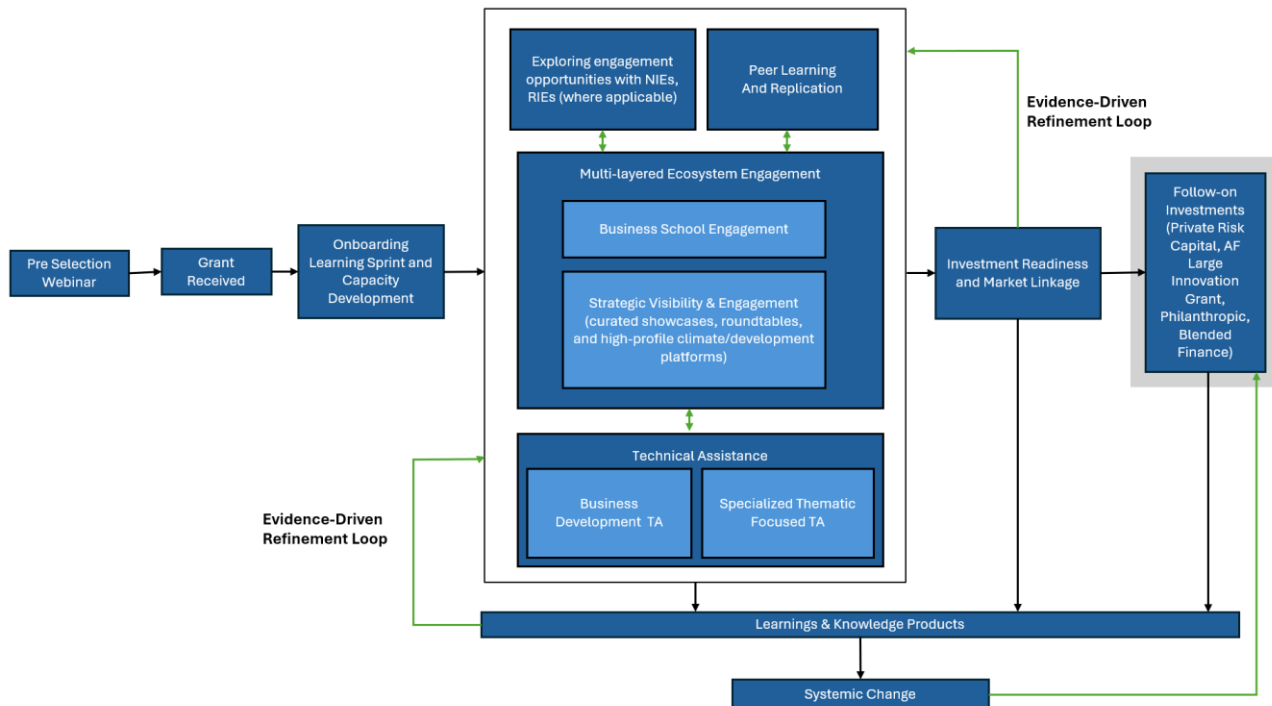 Pre Selection
Webinar
Grant
Received
Onboarding
Learning Sprint and
Capacity
Development
Exploring engagement
opportunities with NIEs,
RIEs (where applicable)
Peer Learning
And Replication
Multi-layered Ecosystem Engagement
Business School Engagement
Strategic Visibility & Engagement
(curated showcases, roundtables,
and high-profile climate/development
platforms)
Technical Assistance
Business
Development TA
Specialized Thematic
Focused TA
Evidence-Driven
Refinement Loop
Investment Readiness
and Market Linkage
Evidence-Driven
Refinement Loop
Follow-on
Investments
(Private Risk
Capital, AF
Large
Innovation
Grant,
Philanthropic,
Blended
Finance)
Learnings & Knowledge Products
Systemic Change